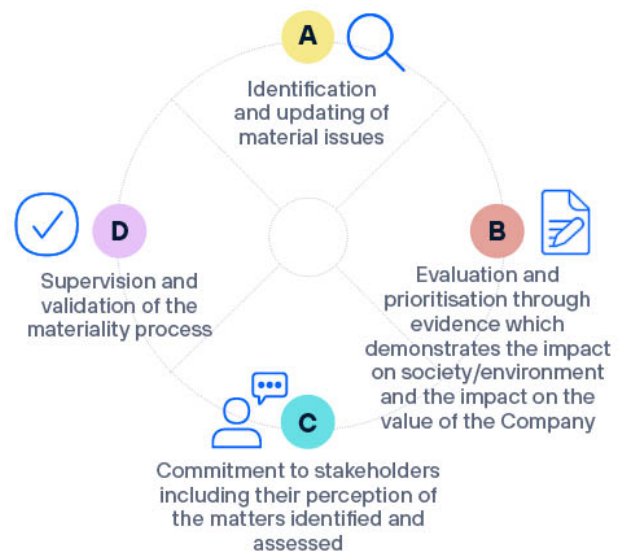 A
Identification
and updating of
material issues
B
Evaluation and
prioritisation through
evidence which
demonstrates the impact
on society/environment
and the impact on the
value of the Company
C
Commitment to stakeholders
including their perception of
the matters identified and
assessed
D
Supervision and
validation of the
materiality process